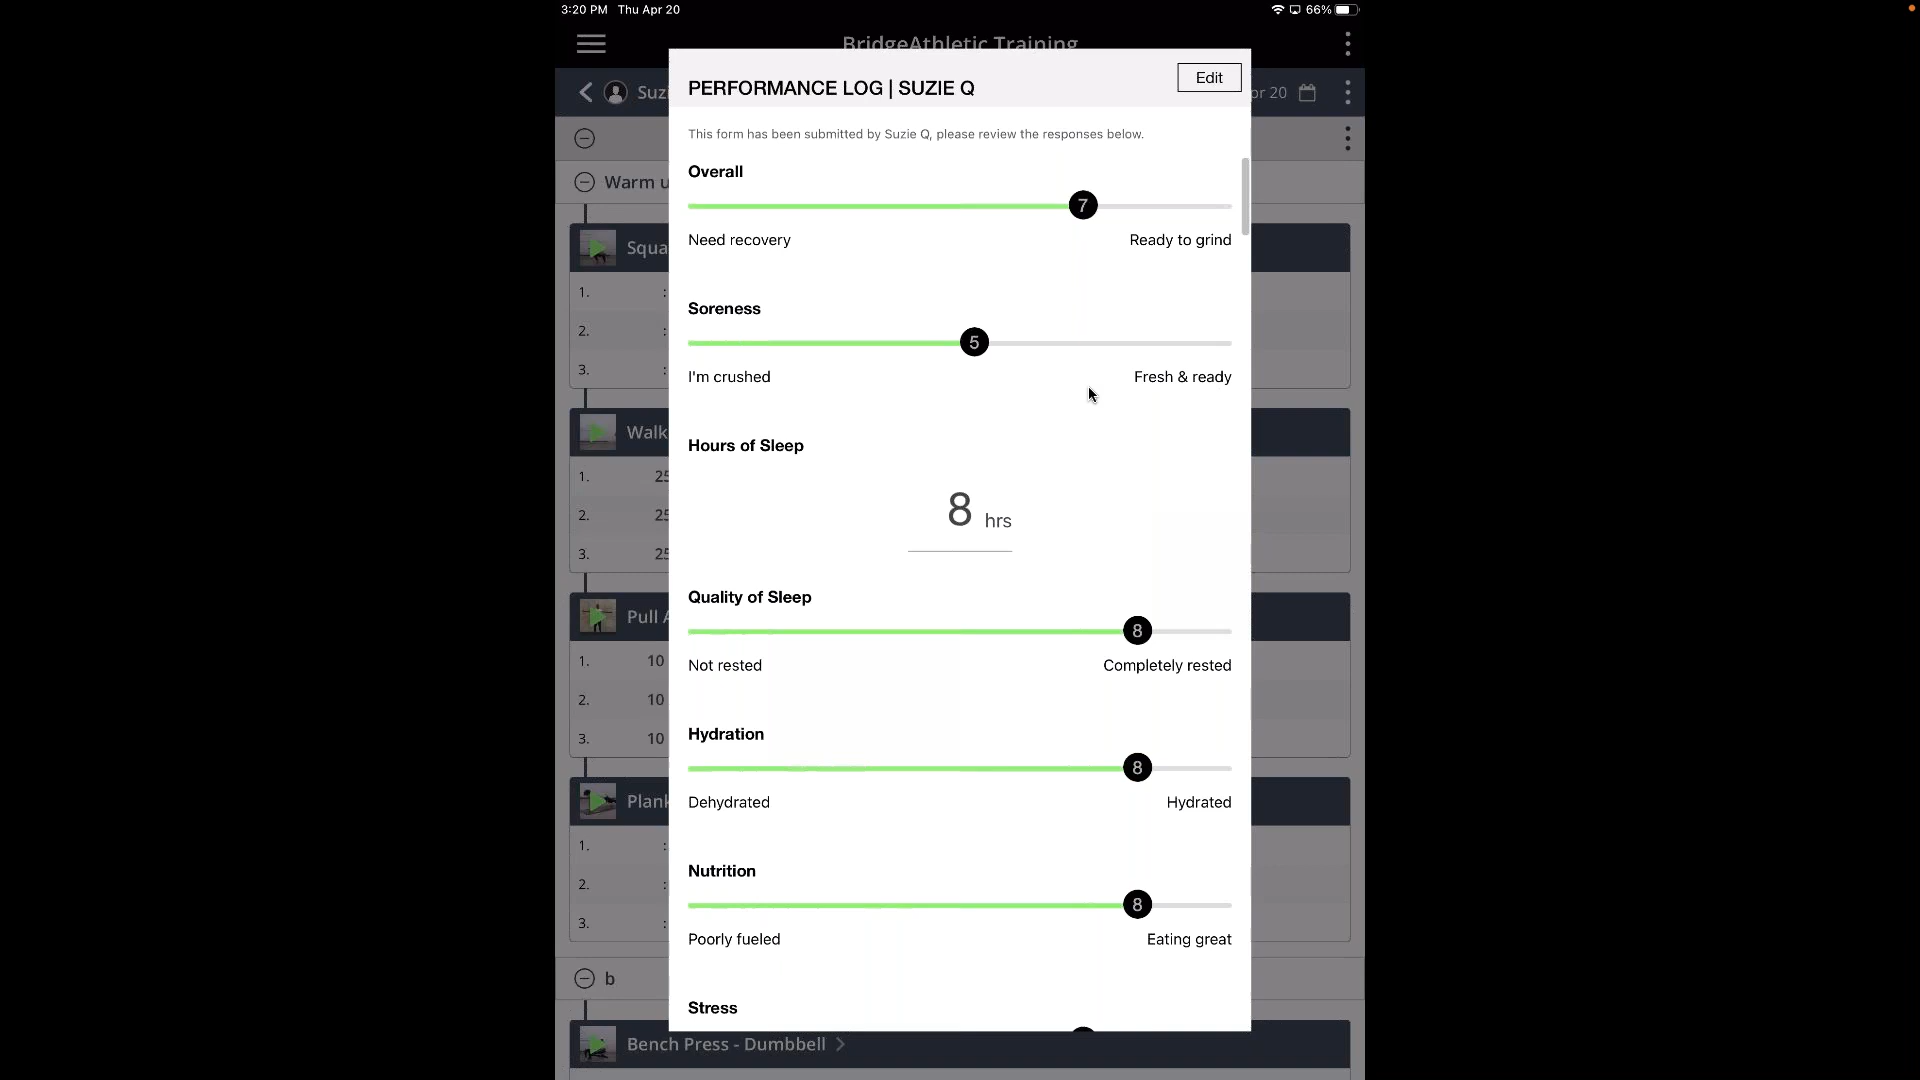 3:20 PM Thu Apr 20
66%
BridgeAthletic Training
Edit
PERFORMANCE LOG | SUZIE Q
Suzi
pr 20
This form has been submitted by Suzie Q, please review the responses below.
Overall
7
Need recovery
Ready to grind
Soreness
5
I'm crushed
Fresh & ready
Hours of Sleep
8 hrs
Quality of Sleep
8
Not rested
Completely rested
Hydration
8
Dehydrated
Hydrated
Nutrition
8
Poorly fueled
Eating great
Stress
Warm u
Squa
1. :
2. :
3. :
Walk
1. 25
2. 25
3. 25
Pull A
1. 10
2. 10
3. 10
Plank
1. :
2. :
3. :
b
Bench Press - Dumbbell